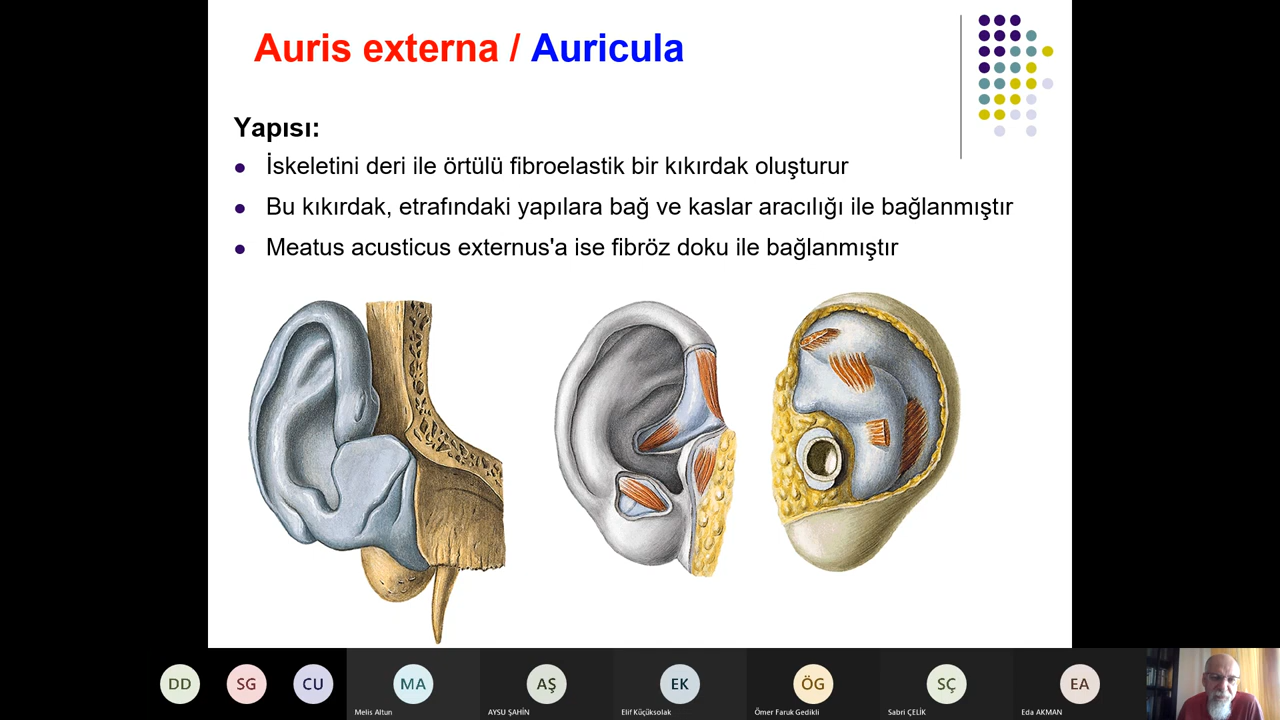 Auris externa / Auricula
Yapısı:
İskeletini deri ile örtülü fibroelastik bir kıkırdak oluşturur
Bu kıkırdak, etrafındaki yapılara bağ ve kaslar aracılığı ile bağlanmıştır
Meatus acusticus externus'a ise fibröz doku ile bağlanmıştır
DD SG CU MA AŞ EK ÖG SÇ EA
Melis Altun AYSU ŞAHİN Elif Küçüksolak Ömer Faruk Gedikli Sabri ÇELİK Eda AKMAN